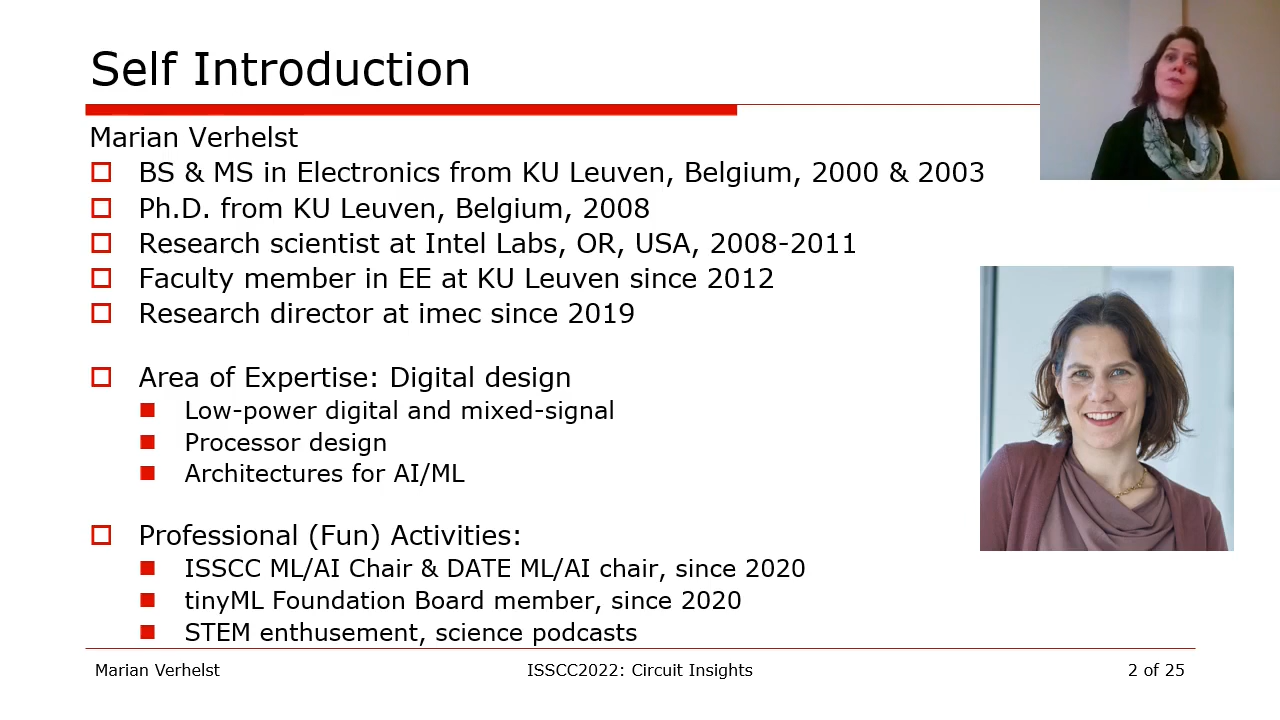 Self Introduction
Marian Verhelst
BS & MS in Electronics from KU Leuven, Belgium, 2000 & 2003
Ph.D. from KU Leuven, Belgium, 2008
Research scientist at Intel Labs, OR, USA, 2008-2011
Faculty member in EE at KU Leuven since 2012
Research director at imec since 2019
Area of Expertise: Digital design
Low-power digital and mixed-signal
Processor design
Architectures for AI/ML
Professional (Fun) Activities:
ISSCC ML/AI Chair & DATE ML/AI chair, since 2020
tinyML Foundation Board member, since 2020
STEM enthusement, science podcasts
Marian Verhelst
ISSCC2022: Circuit Insights
2 of 25